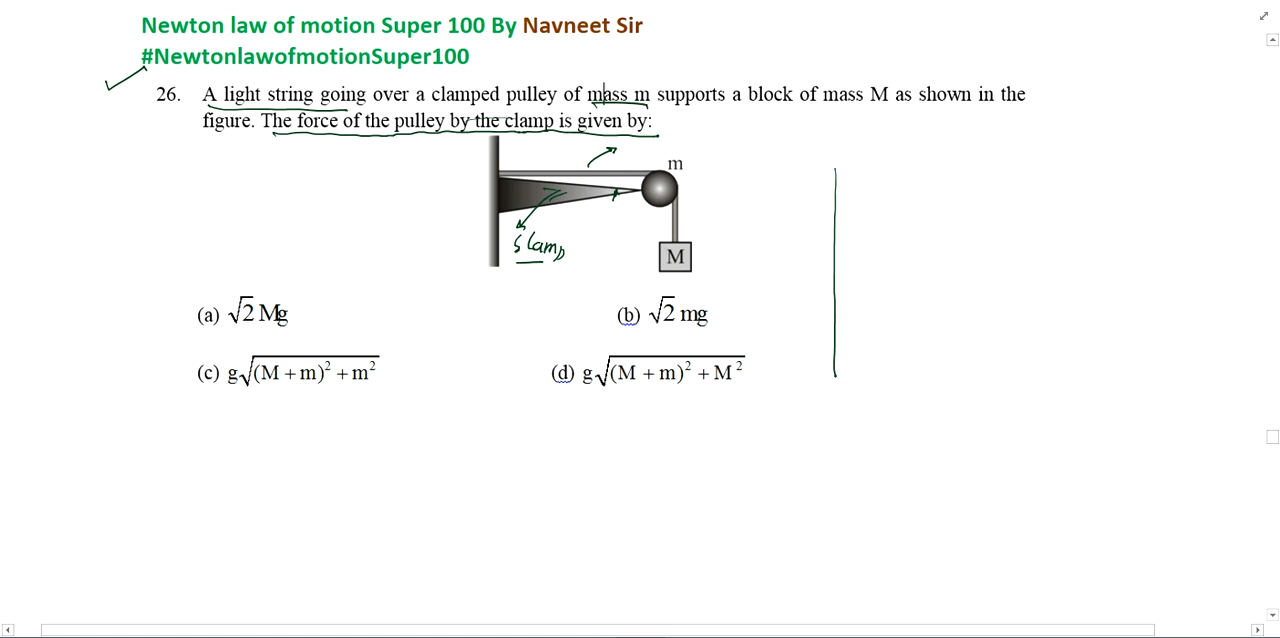 Newton law of motion Super 100 By Navneet Sir
#NewtonlawofmotionSuper100
26. A light string going over a clamped pulley of mass m supports a block of mass M as shown in the
figure. The force of the pulley by the clamp is given by:
m
slamp
M
(a) √2 Mg (b) √2 mg
(c) g√((M + m)² + m²) (d) g√((M + m)² + M²)